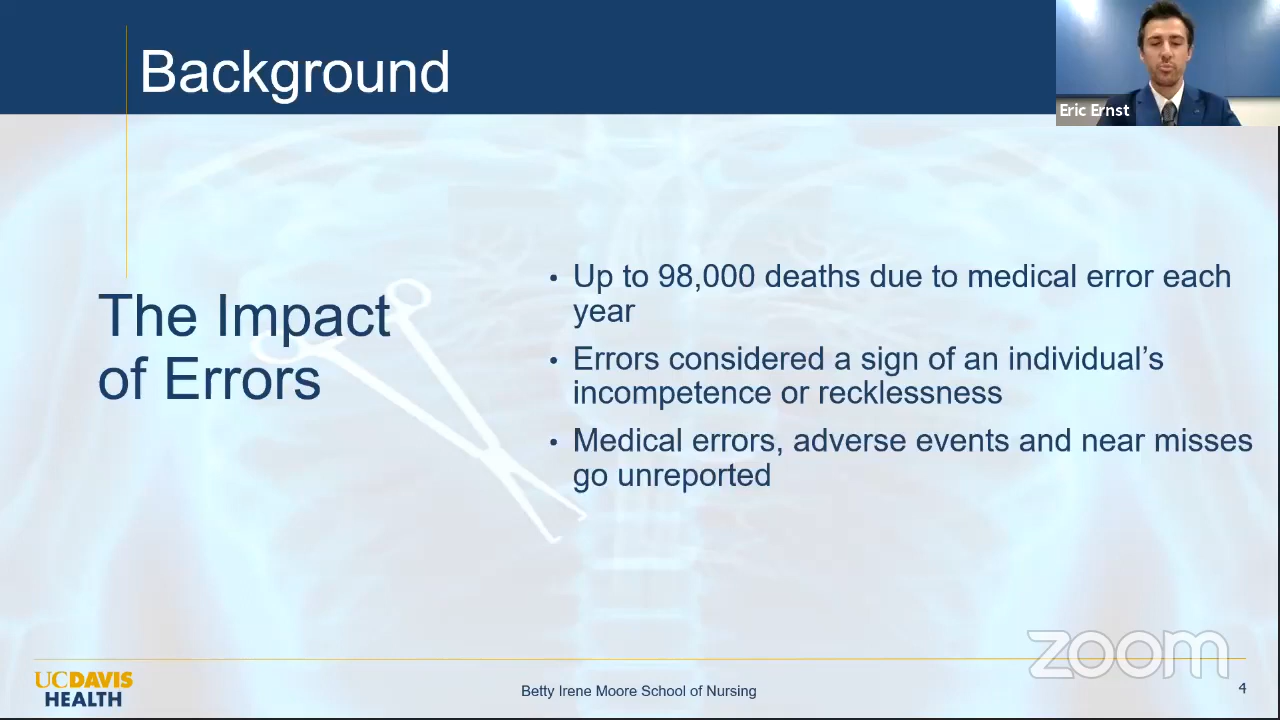 Background
Eric Ernst
The Impact
of Errors
• Up to 98,000 deaths due to medical error each
year
• Errors considered a sign of an individual’s
incompetence or recklessness
• Medical errors, adverse events and near misses
go unreported
zoom
UCDAVIS
HEALTH
Betty Irene Moore School of Nursing
4